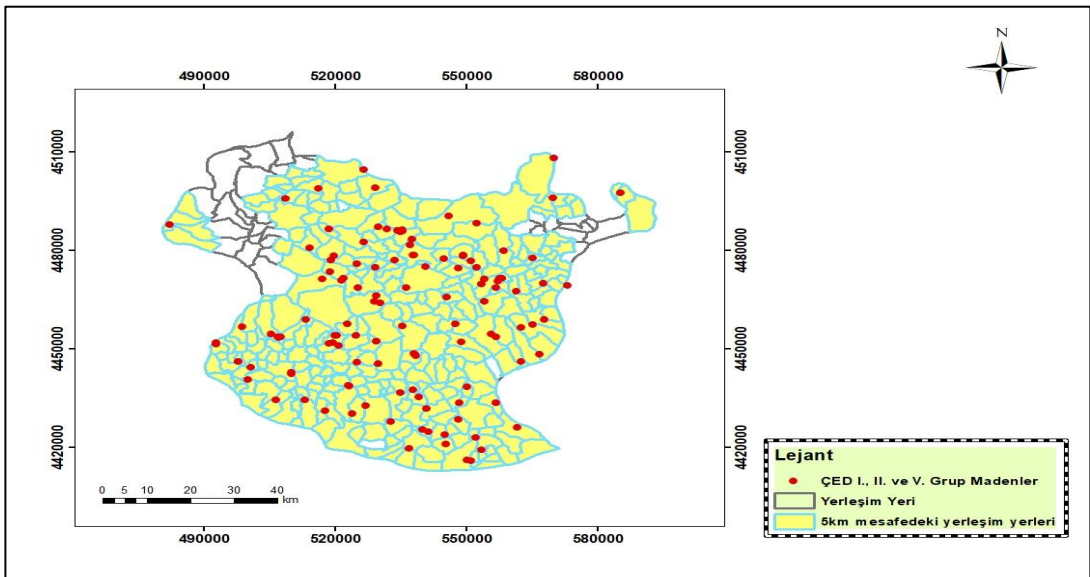 N
490000 520000 550000 580000
4510000 4510000
4480000 4480000
4450000 4450000
4420000 4420000
0 5 10 20 30 40
km
490000 520000 550000 580000
Lejant
ÇED I., II. ve V. Grup Madenler
Yerleşim Yeri
5km mesafedeki yerleşim yerleri